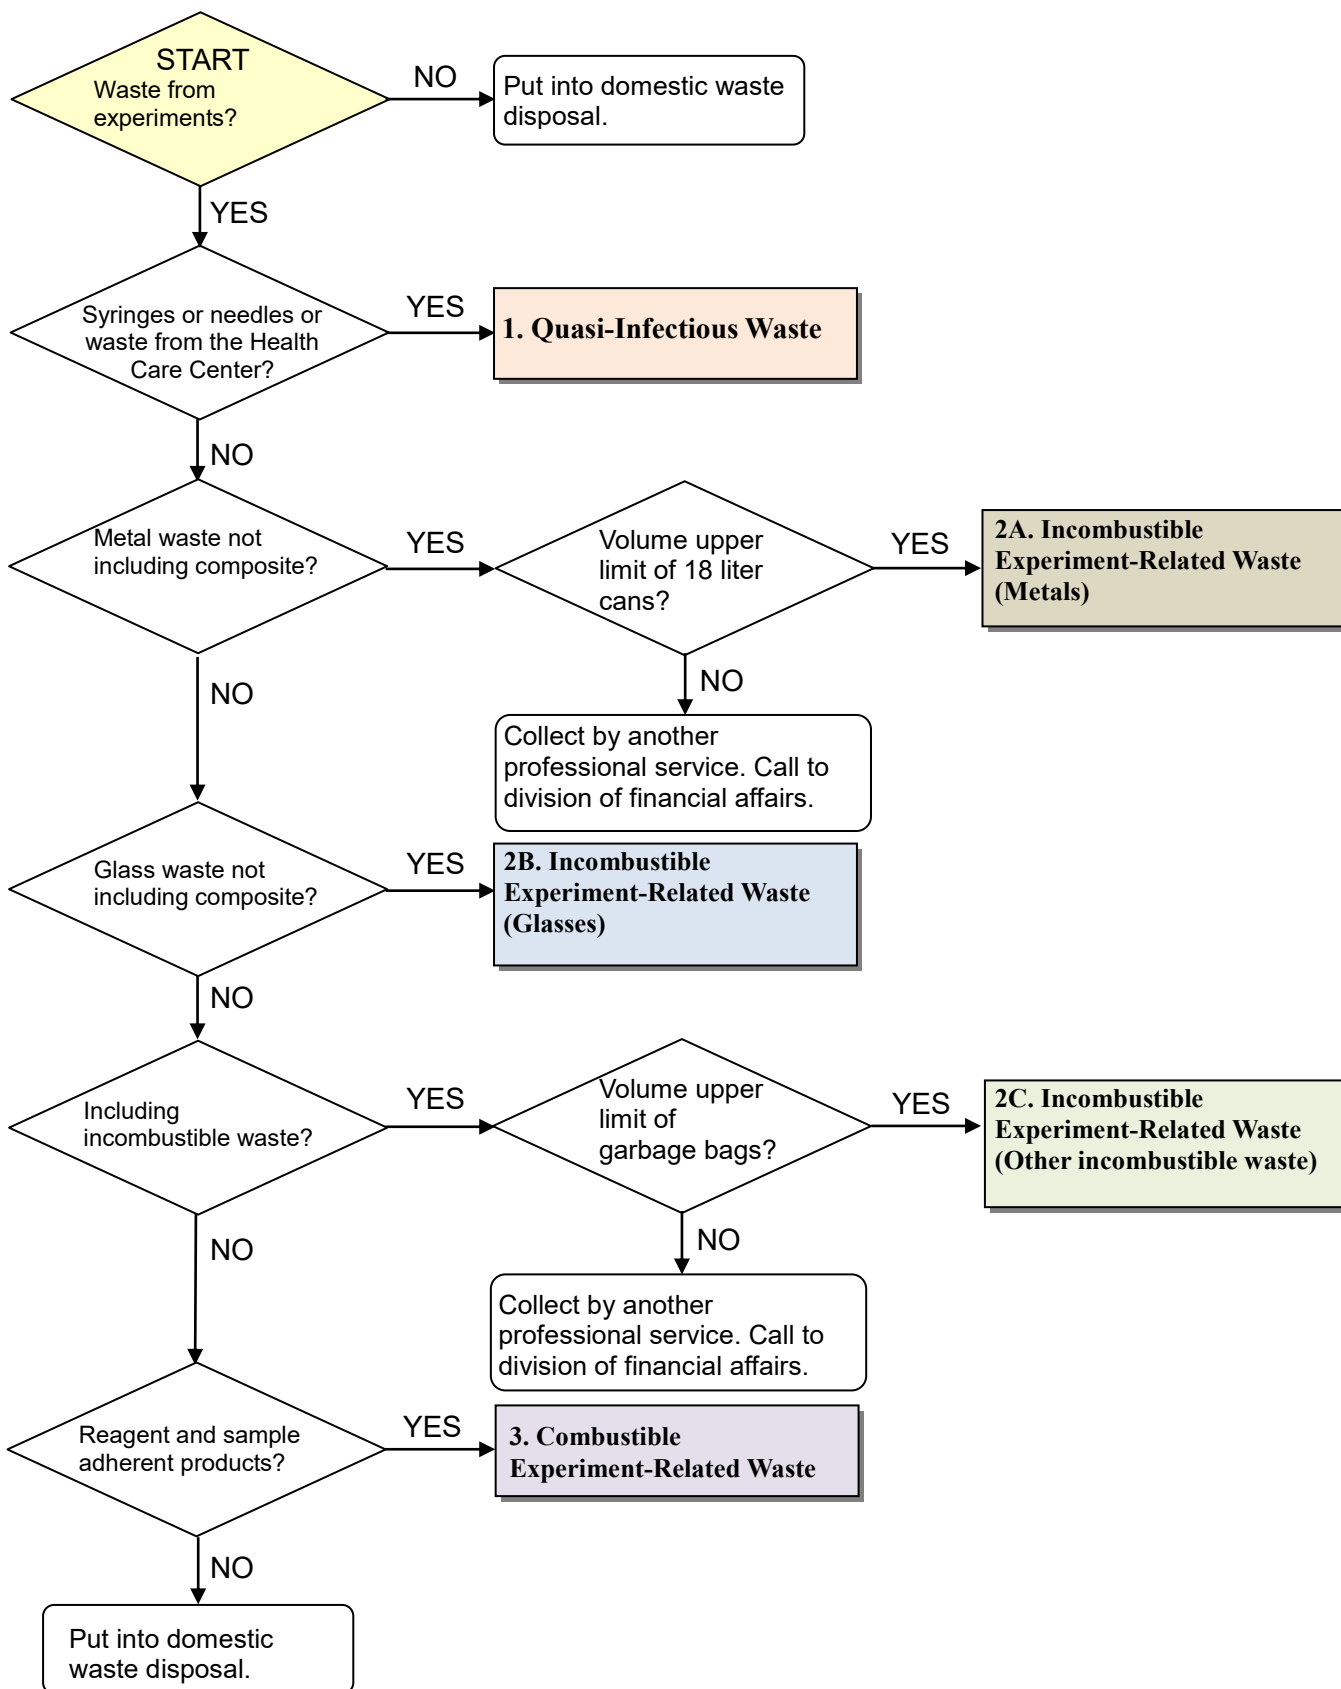 START
Waste from
experiments?
NO
Put into domestic waste
disposal.
YES
Syringes or needles or
waste from the Health
Care Center?
YES
1. Quasi-Infectious Waste
NO
Metal waste not
including composite?
YES
Volume upper
limit of 18 liter
cans?
YES
2A. Incombustible
Experiment-Related Waste
(Metals)
NO
Collect by another
professional service. Call to
division of financial affairs.
NO
Glass waste not
including composite?
YES
2B. Incombustible
Experiment-Related Waste
(Glasses)
NO
Including
incombustible waste?
YES
Volume upper
limit of
garbage bags?
YES
2C. Incombustible
Experiment-Related Waste
(Other incombustible waste)
NO
Collect by another
professional service. Call to
division of financial affairs.
NO
Reagent and sample
adherent products?
YES
3. Combustible
Experiment-Related Waste
NO
Put into domestic
waste disposal.